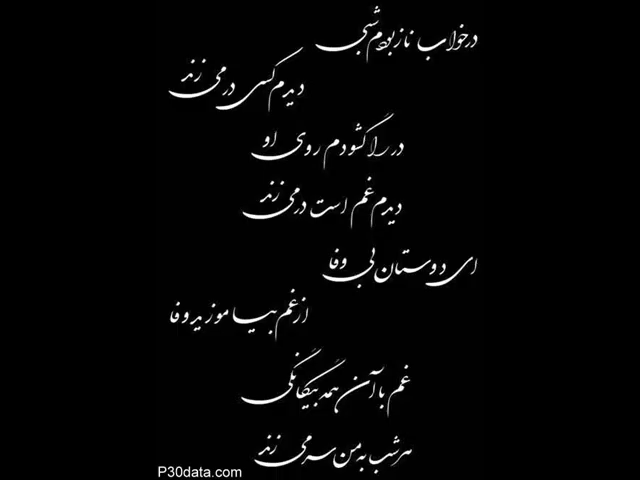 درخواب ناز بودم شبی
دیدم کسی در می زند
در را گشودم روی او
دیدم غم است در می زند
ای دوستان بی وفا
از غم بیاموزید وفا
غم با آن همه بیگانگی
هر شب به من سر می زند
P30data.com